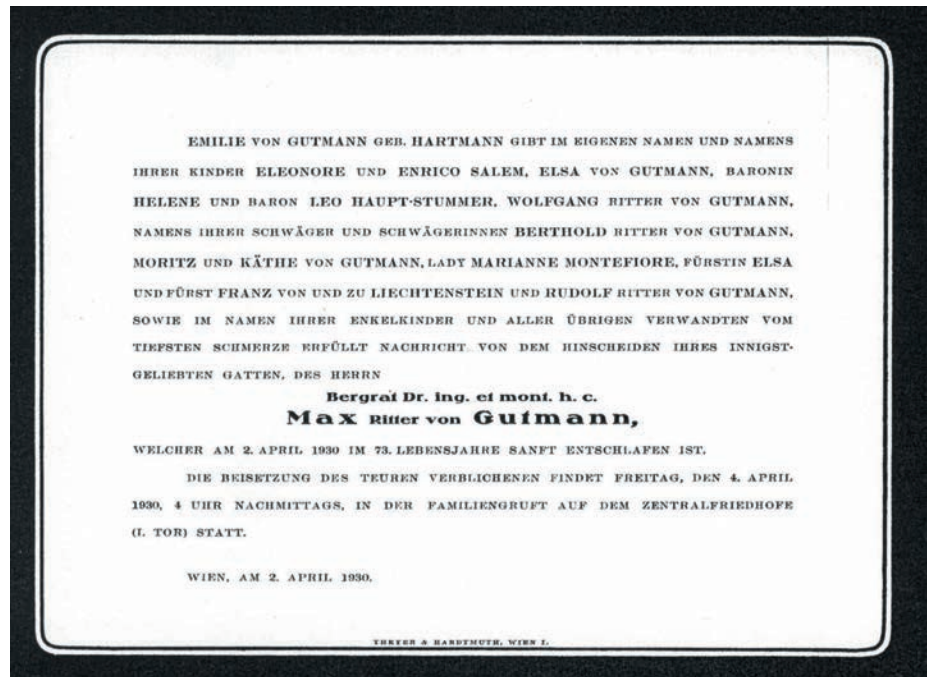 EMILIE VON GUTMANN GEB. HARTMANN GIBT IM EIGENEN NAMEN UND NAMENS
IHRER KINDER ELEONORE UND ENRICO SALEM, ELSA VON GUTMANN, BARONIN
HELENE UND BARON LEO HAUPT-STUMMER, WOLFGANG RITTER VON GUTMANN,
NAMENS IHRER SCHWÄGER UND SCHWÄGERINNEN BERTHOLD RITTER VON GUTMANN,
MORITZ UND KÄTHE VON GUTMANN, LADY MARIANNE MONTEFIORE, FÜRSTIN ELSA
UND FÜRST FRANZ VON UND ZU LIECHTENSTEIN UND RUDOLF RITTER VON GUTMANN,
SOWIE IM NAMEN IHRER ENKELKINDER UND ALLER ÜBRIGEN VERWANDTEN VOM
TIEFSTEN SCHMERZE ERFÜLLT NACHRICHT VON DEM HINSCHEIDEN IHRES INNIGST-
GELIEBTEN GATTEN, DES HERRN
Bergrat Dr. ing. et mont. h. c.
Max Ritter von Gutmann,
WELCHER AM 2. APRIL 1930 IM 73. LEBENSJAHRE SANFT ENTSCHLAFEN IST.
DIE BEISETZUNG DES TEUREN VERBLICHENEN FINDET FREITAG, DEN 4. APRIL
1930, 4 UHR NACHMITTAGS, IN DER FAMILIENGRUFT AUF DEM ZENTRALFRIEDHOFE
(I. TOR) STATT.
WIEN, AM 2. APRIL 1930.
THEYER & HARDTMUTH, WIEN I.